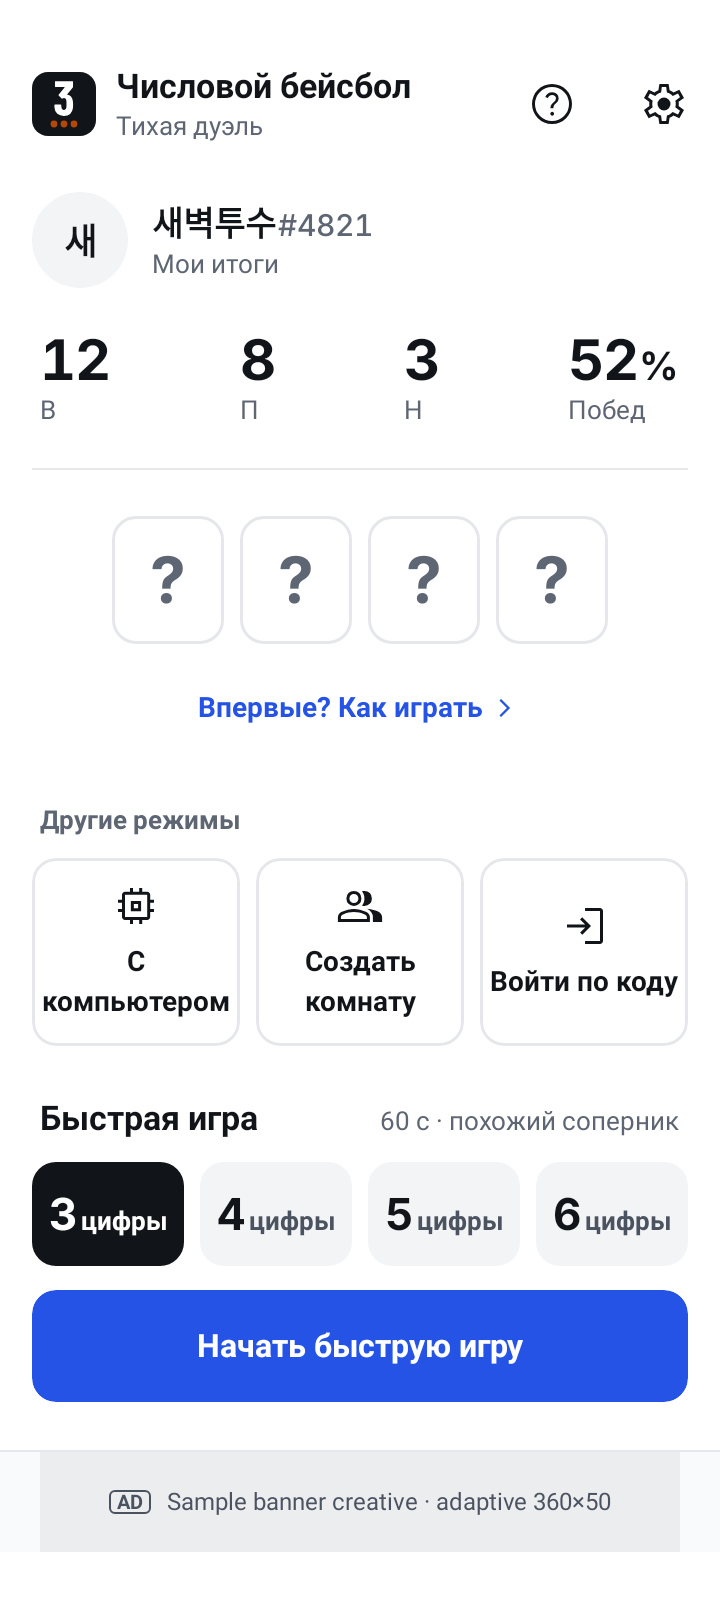 3
Числовой бейсбол
Тихая дуэль
?
새
새벽투수#4821
Мои итоги
12
В
8
П
3
Н
52%
Побед
? ? ? ?
Впервые? Как играть
Другие режимы
С
компьютером
Создать
комнату
Войти по коду
Быстрая игра
60 с · похожий соперник
3 цифры
4 цифры
5 цифры
6 цифры
Начать быструю игру
AD Sample banner creative · adaptive 360×50